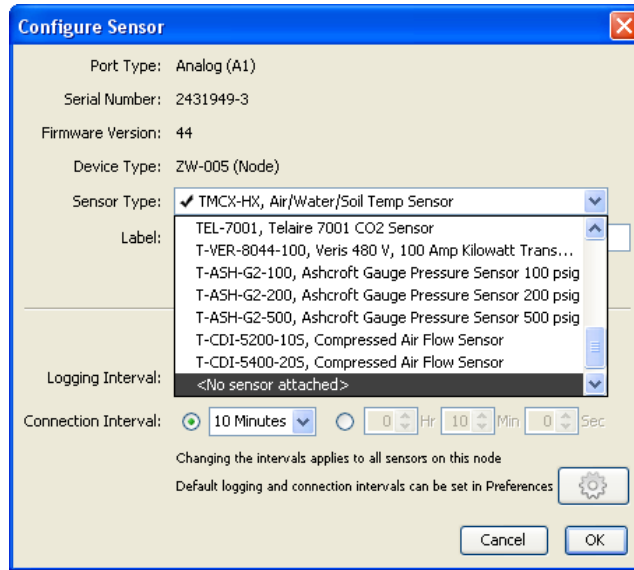 Configure Sensor
Port Type: Analog (A1)
Serial Number: 2431949-3
Firmware Version: 44
Device Type: ZW-005 (Node)
Sensor Type: ✔ TMCX-HX, Air/Water/Soil Temp Sensor
TEL-7001, Telaire 7001 CO2 Sensor
Label:
T-VER-8044-100, Veris 480 V, 100 Amp Kilowatt Trans...
T-ASH-G2-100, Ashcroft Gauge Pressure Sensor 100 psig
T-ASH-G2-200, Ashcroft Gauge Pressure Sensor 200 psig
T-ASH-G2-500, Ashcroft Gauge Pressure Sensor 500 psig
T-CDI-5200-10S, Compressed Air Flow Sensor
T-CDI-5400-20S, Compressed Air Flow Sensor
Logging Interval: <No sensor attached>
Connection Interval: 10 Minutes 0 Hr 10 Min 0 Sec
Changing the intervals applies to all sensors on this node
Default logging and connection intervals can be set in Preferences
Cancel OK